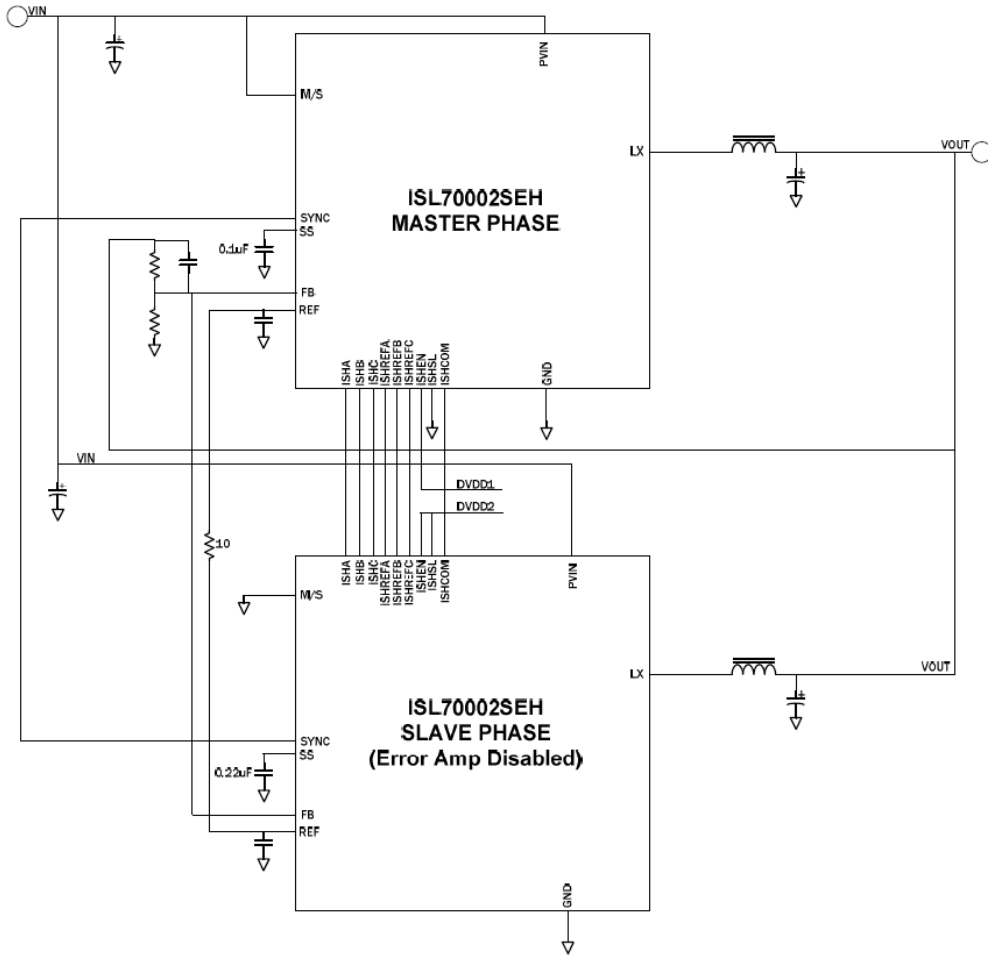 VIN
PVIN
M/S
LX
VOUT
ISL70002SEH
MASTER PHASE
SYNC
SS
0.1uF
FB
REF
ISHA
ISHB
ISHC
ISHREFA
ISHREFB
ISHREFC
ISHEN
ISHSL
ISHCOM
GND
VIN
DVDD1
DVDD2
10
ISHA
ISHB
ISHC
ISHREFA
ISHREFB
ISHREFC
ISHEN
ISHSL
ISHCOM
PVIN
M/S
LX
VOUT
ISL70002SEH
SLAVE PHASE
(Error Amp Disabled)
SYNC
SS
0.22uF
FB
REF
GND